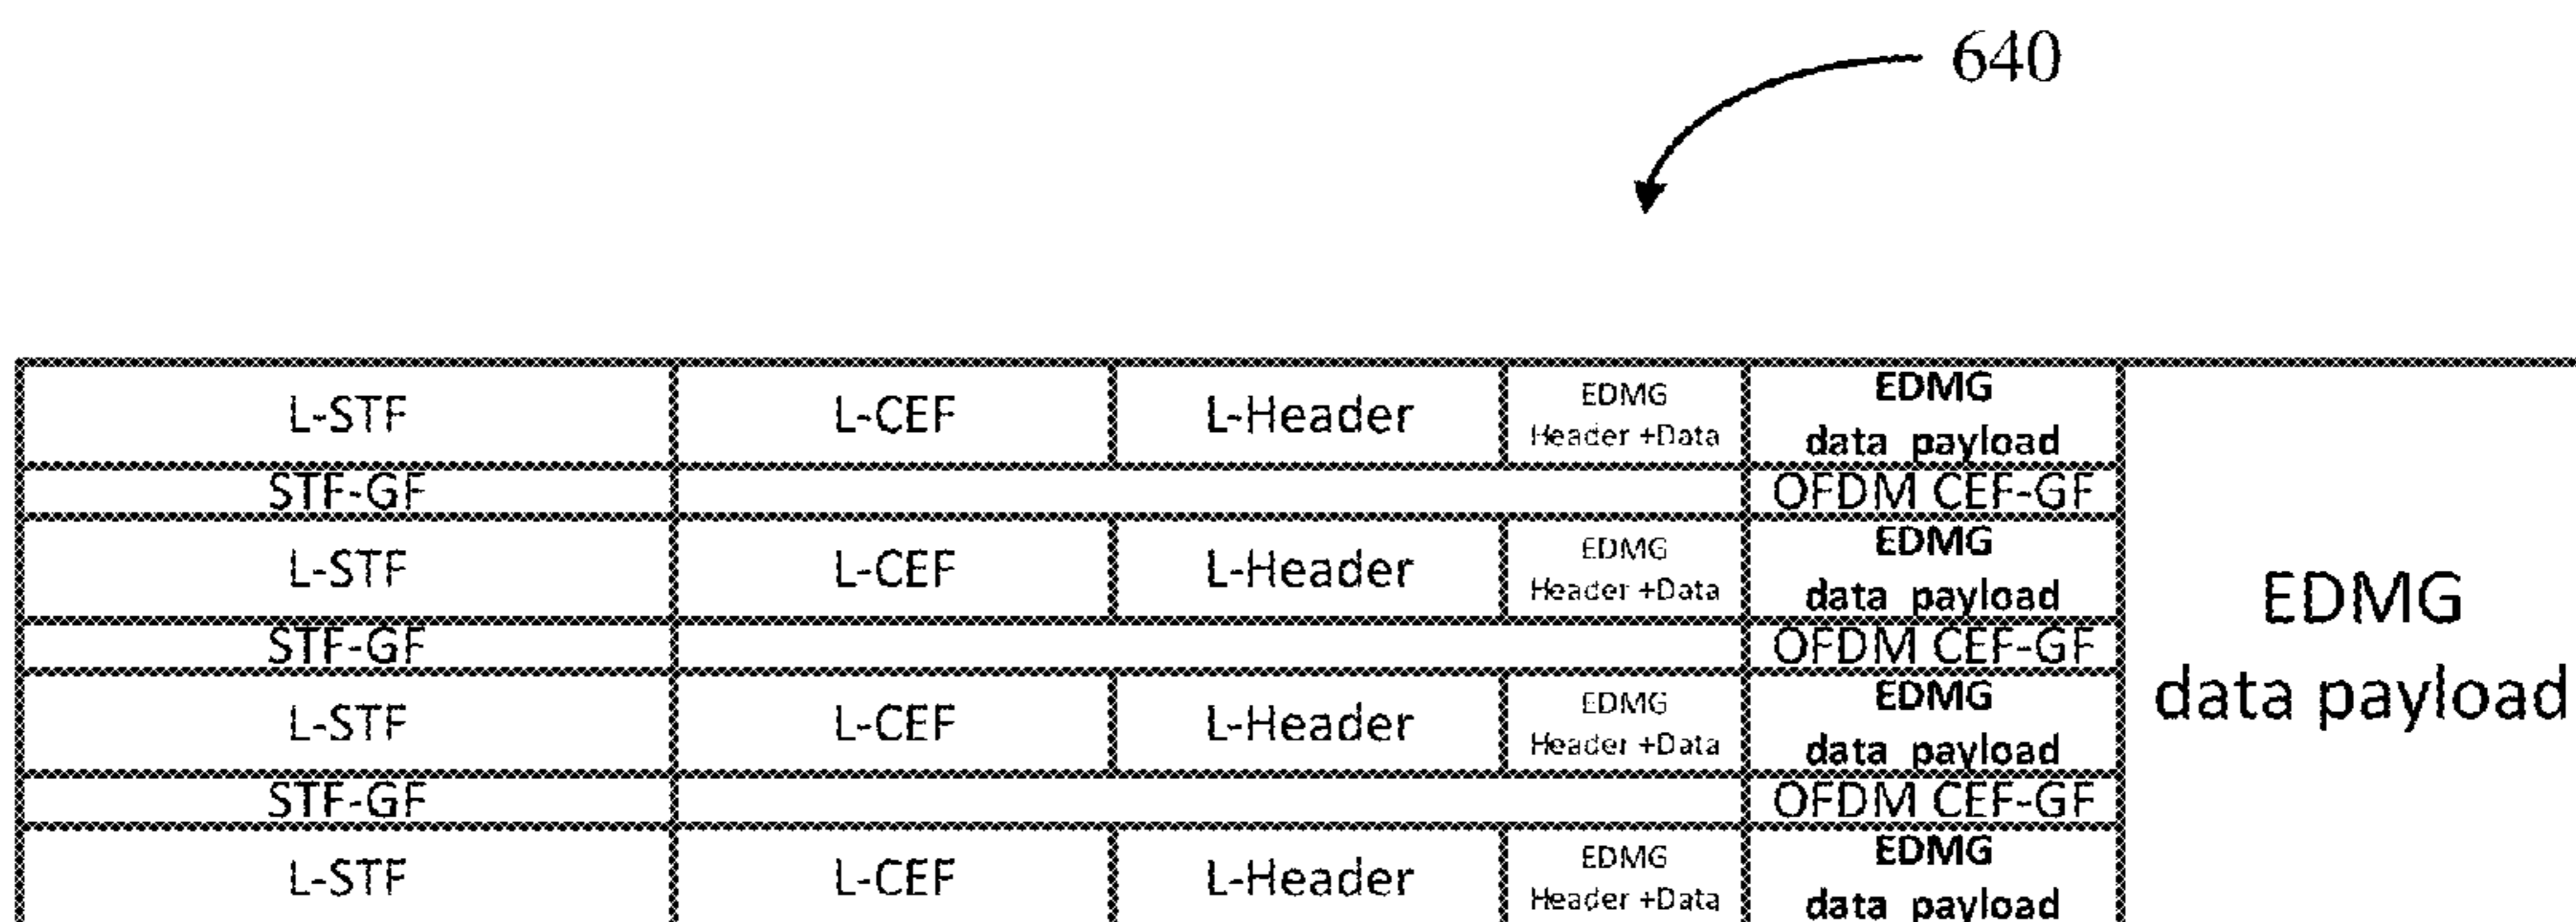 640
L-STF L-CEF L-Header EDMG Header +Data EDMG data payload
STF-GF OFDM CEF-GF
L-STF L-CEF L-Header EDMG Header +Data EDMG data payload
EDMG
data payload
STF-GF OFDM CEF-GF
L-STF L-CEF L-Header EDMG Header +Data EDMG data payload
STF-GF OFDM CEF-GF
L-STF L-CEF L-Header EDMG Header +Data EDMG data payload